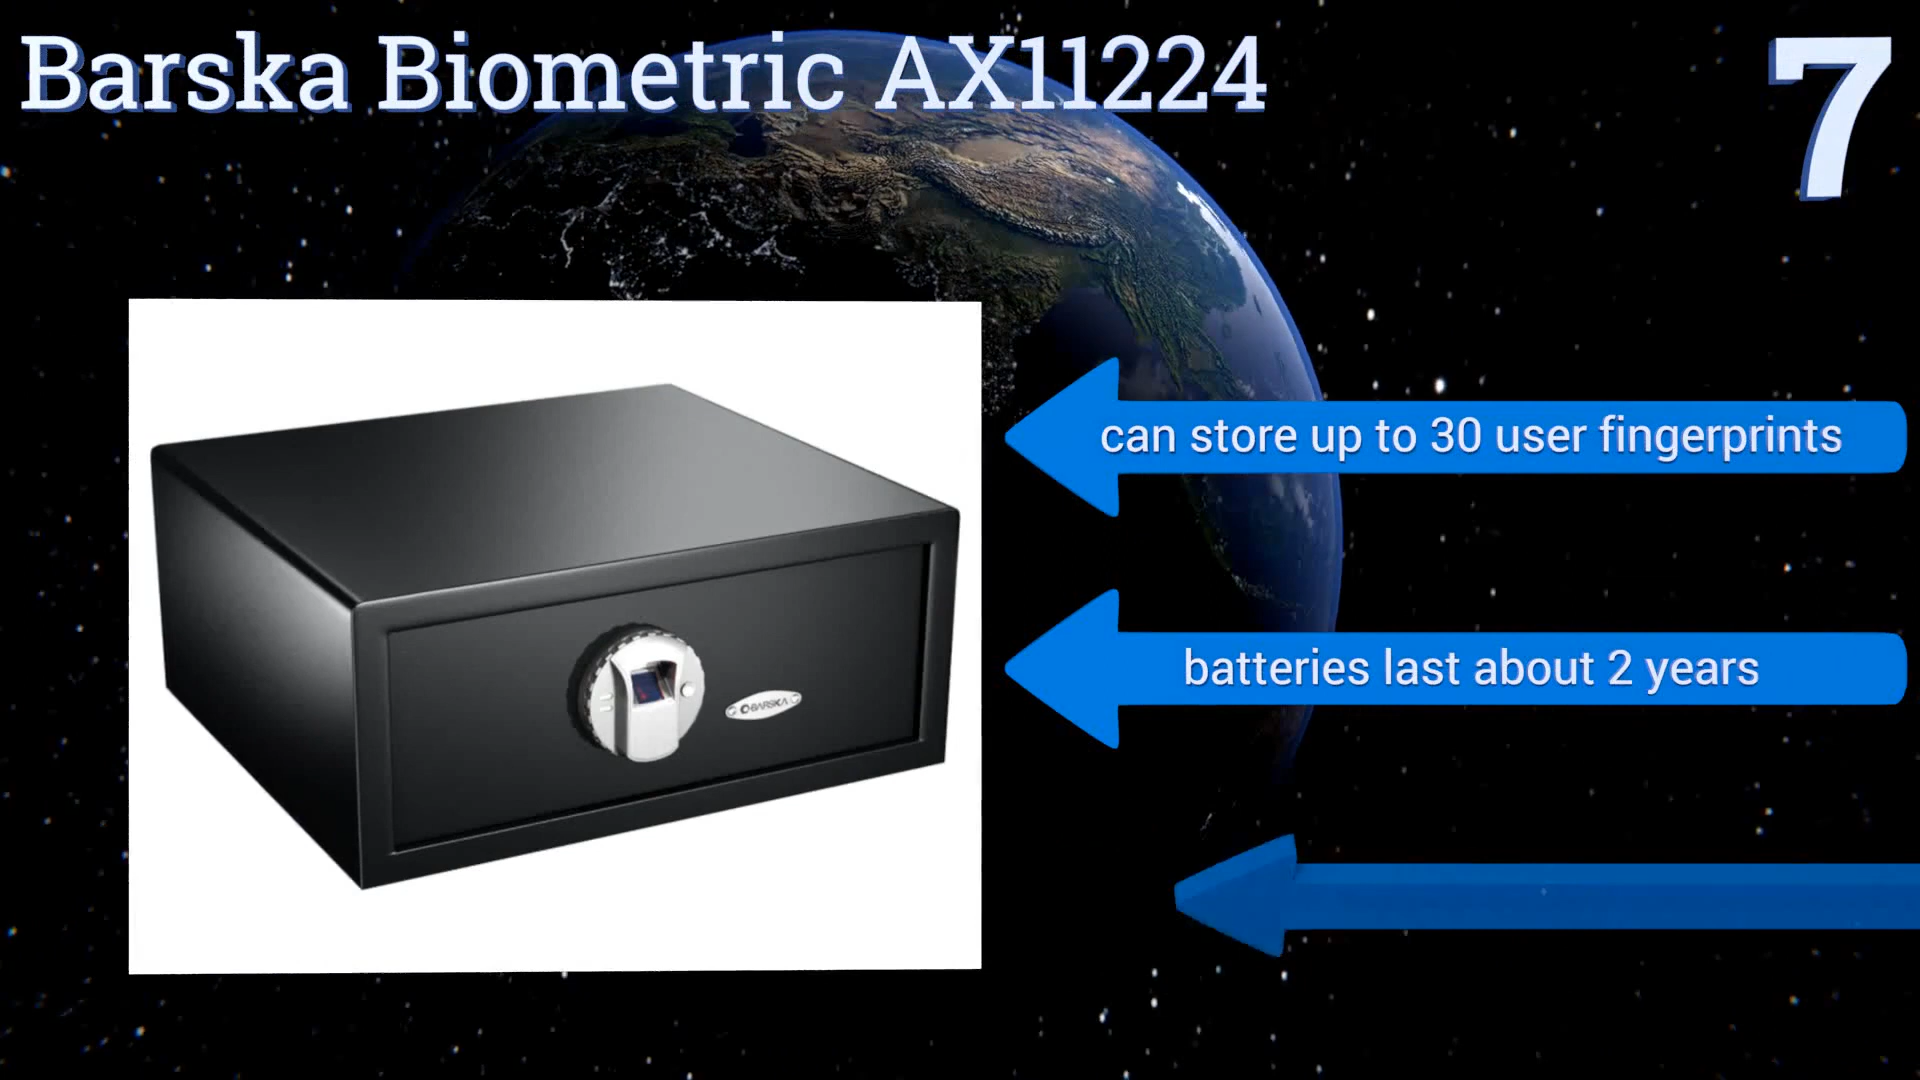 Barska Biometric AX11224
7
can store up to 30 user fingerprints
batteries last about 2 years
BARSKA